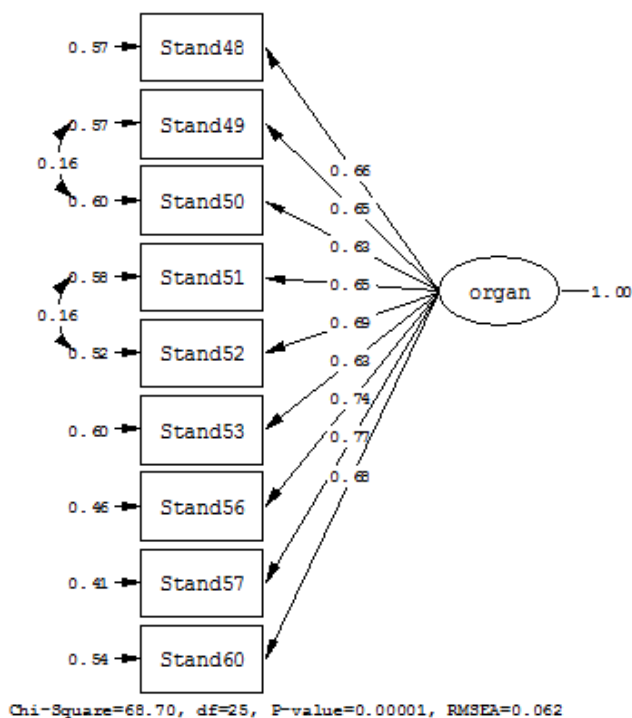 0.57 Stand48
0.66
0.57 Stand49
0.65
0.16
0.60 Stand50
0.63
0.58 Stand51
0.65
organ 1.00
0.16
0.52 Stand52
0.69
0.60 Stand53
0.63
0.74
0.46 Stand56
0.77
0.41 Stand57
0.68
0.54 Stand60
Chi-Square=68.70, df=25, P-value=0.00001, RMSEA=0.062